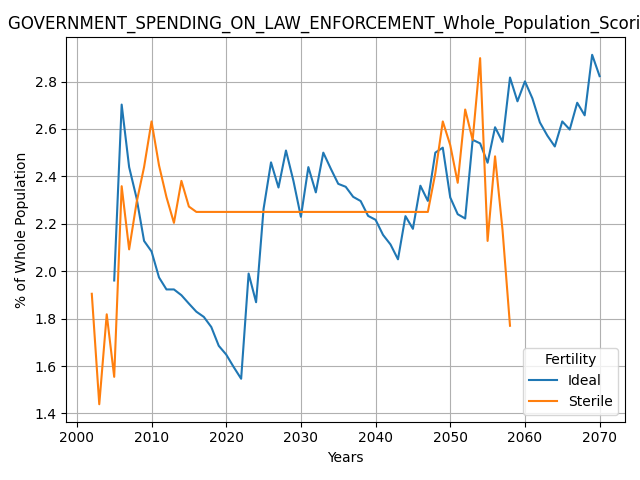 GOVERNMENT_SPENDING_ON_LAW_ENFORCEMENT_Whole_Population_Scori
% of Whole Population
2.8
2.6
2.4
2.2
2.0
1.8
1.6
1.4
Fertility
Ideal
Sterile
2000 2010 2020 2030 2040 2050 2060 2070
Years